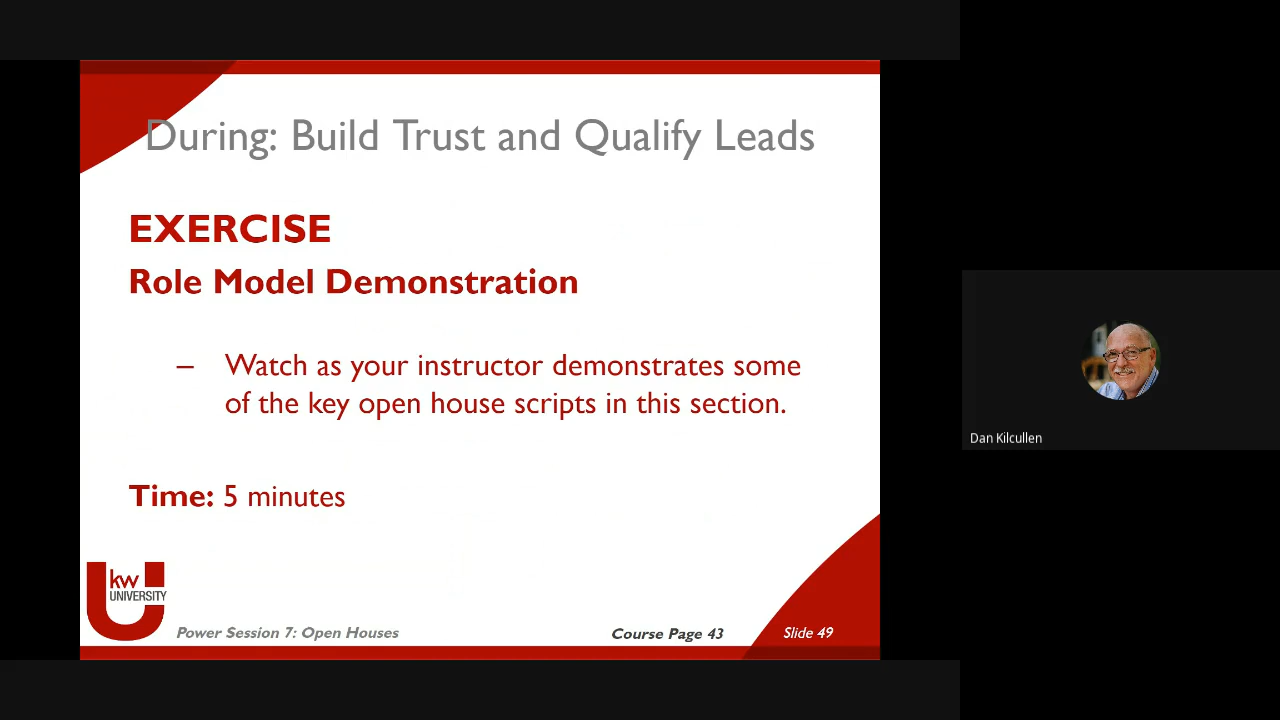 During: Build Trust and Qualify Leads
EXERCISE
Role Model Demonstration
– Watch as your instructor demonstrates some
of the key open house scripts in this section.
Time: 5 minutes
kw
UNIVERSITY
Power Session 7: Open Houses
Course Page 43
Slide 49
Dan Kilcullen